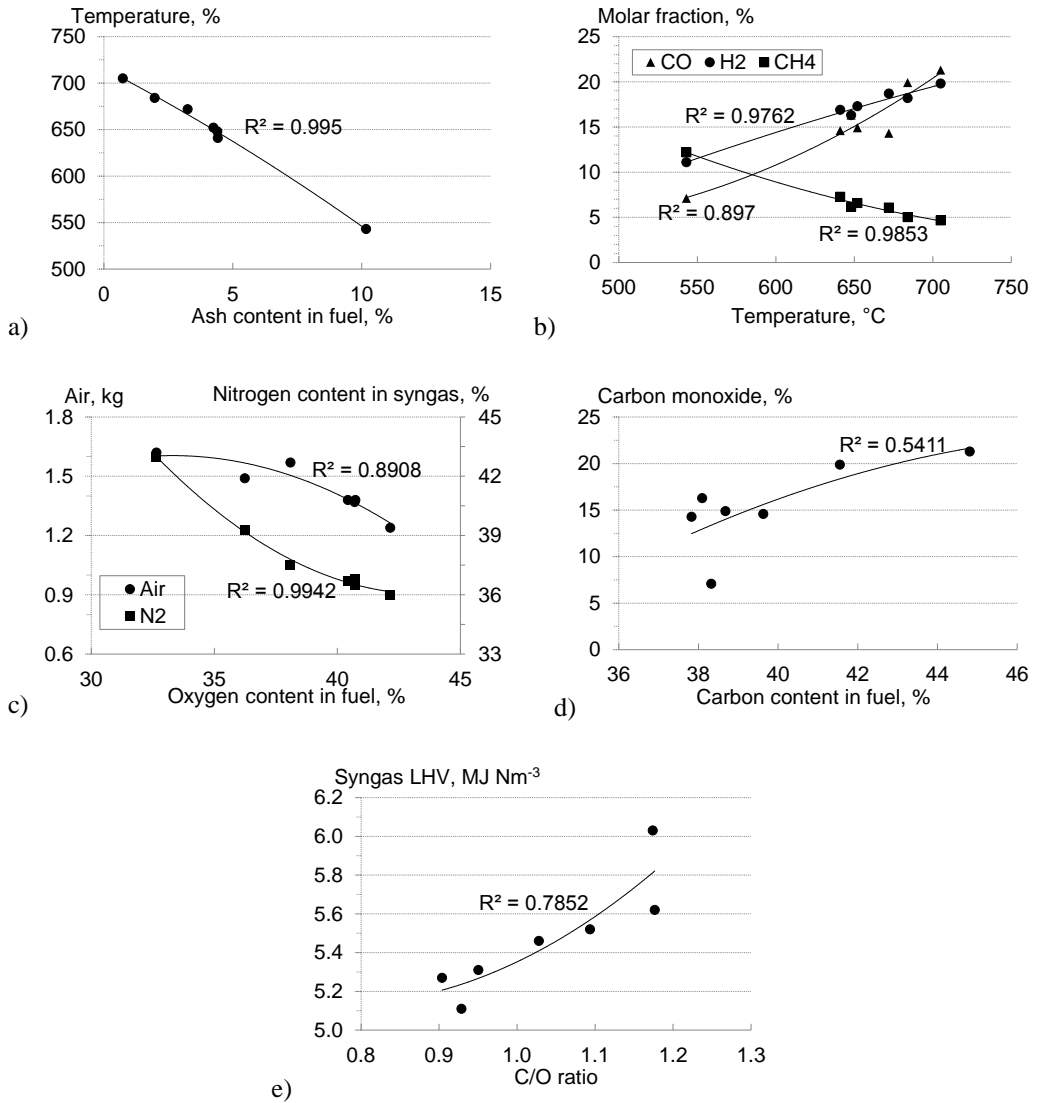 Temperature, %
750
700
650
600
550
500
R² = 0.995
0 5 10 15
Ash content in fuel, %
a)
Molar fraction, %
25
20
15
10
5
0
CO H2 CH4
R² = 0.9762
R² = 0.897
R² = 0.9853
500 550 600 650 700 750
Temperature, °C
b)
Air, kg
Nitrogen content in syngas, %
1.8
1.5
1.2
0.9
0.6
45
42
39
36
33
R² = 0.8908
R² = 0.9942
Air
N2
30 35 40 45
Oxygen content in fuel, %
c)
Carbon monoxide, %
25
20
15
10
5
0
R² = 0.5411
36 38 40 42 44 46
Carbon content in fuel, %
d)
Syngas LHV, MJ Nm⁻³
6.2
6.0
5.8
5.6
5.4
5.2
5.0
R² = 0.7852
0.8 0.9 1.0 1.1 1.2 1.3
C/O ratio
e)